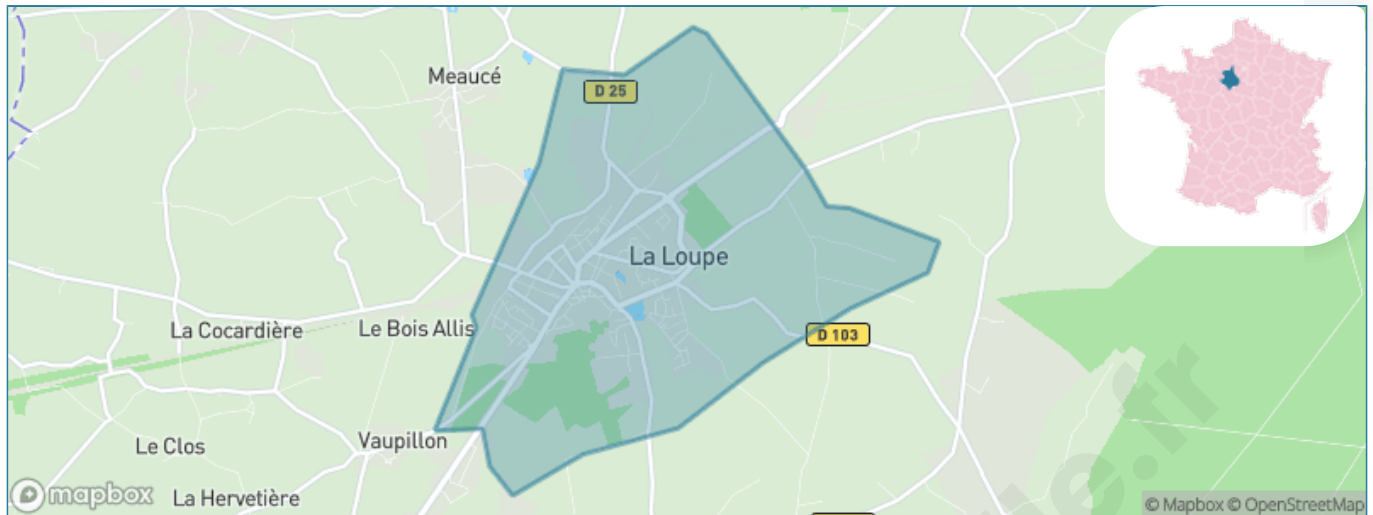 Meaucé
D 25
La Loupe
La Cocardière
Le Bois Allis
D 103
Le Clos
Vaupillon
La Hervetière
mapbox
© Mapbox © OpenStreetMap